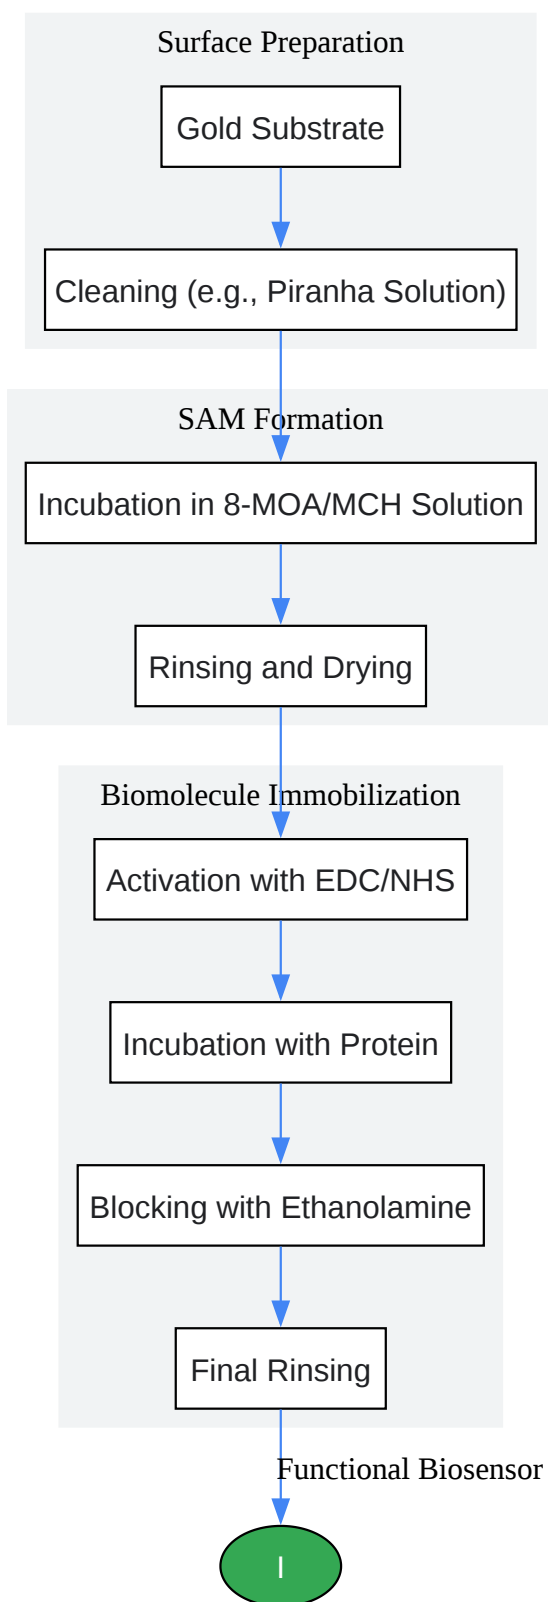 Surface Preparation
Gold Substrate
Cleaning (e.g., Piranha Solution)
SAM Formation
Incubation in 8-MOA/MCH Solution
Rinsing and Drying
Biomolecule Immobilization
Activation with EDC/NHS
Incubation with Protein
Blocking with Ethanolamine
Final Rinsing
Functional Biosensor
I